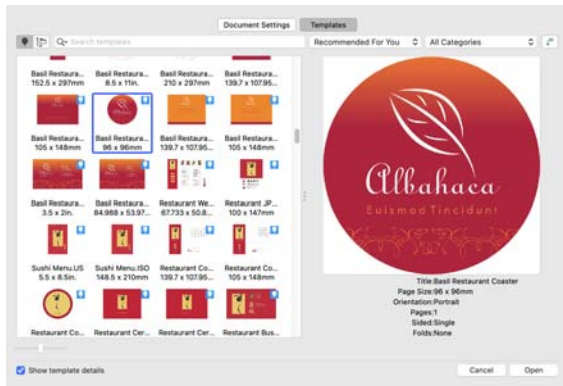 Document Settings Templates
Search templates Recommended For You All Categories
Basil Restaura... Basil Restaura... Basil Restaura... Basil Restaura...
152.5 x 297mm 8.5 x 11in. 210 x 297mm 139.7 x 107.95...
Basil Restaura... Basil Restaura... Basil Restaura... Basil Restaura...
105 x 148mm 96 x 96mm 139.7 x 107.95... 105 x 148mm
Basil Restaura... Basil Restaura... Restaurant We... Restaurant JP...
3.5 x 2in. 84.988 x 53.97... 67.733 x 50.8... 100 x 147mm
Sushi Menu.US Sushi Menu.ISO Restaurant Co... Restaurant Co...
5.5 x 8.5in. 148.5 x 210mm 139.7 x 107.95... 105 x 148mm
Restaurant Co... Restaurant Cer... Restaurant Cer... Restaurant Bus...
Albahaca
Euismod Tincidunt
Title:Basil Restaurant Coaster
Page Size:96 x 96mm
Orientation:Portrait
Pages:1
Sided:Single
Folds:None
Show template details Cancel Open